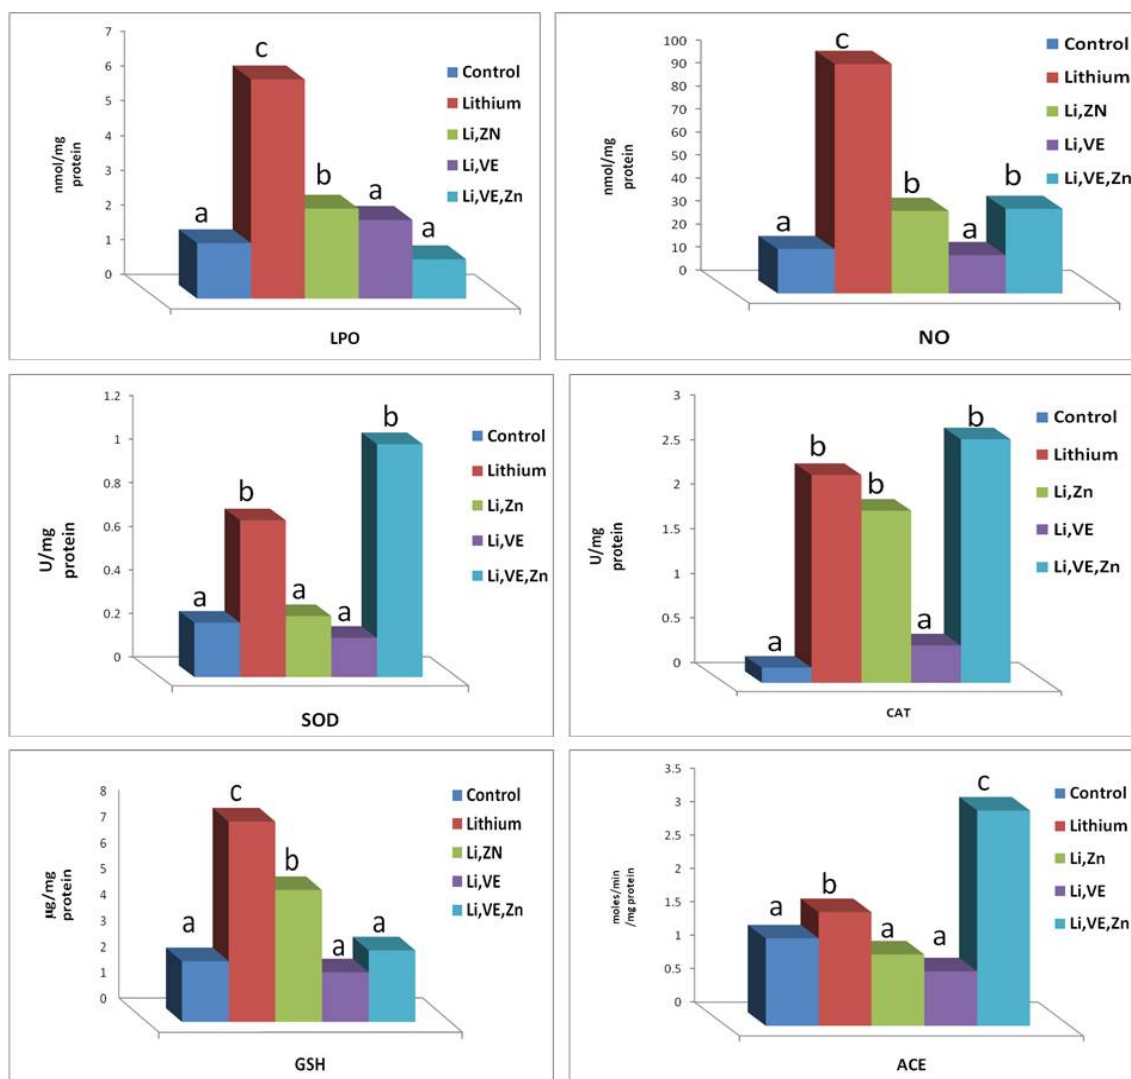 7
6
5
4
3
2
1
0
nmol/mg
protein
a
c
b
a
a
Control
Lithium
Li,ZN
Li,VE
Li,VE,Zn
LPO
100
90
80
70
60
50
40
30
20
10
0
nmol/mg
protein
a
c
b
a
b
Control
Lithium
Li,ZN
Li,VE
Li,VE,Zn
NO
1.2
1
0.8
0.6
0.4
0.2
0
U/mg
protein
a
b
a
a
b
Control
Lithium
Li,Zn
Li,VE
Li,VE,Zn
SOD
3
2.5
2
1.5
1
0.5
0
U/mg
protein
a
b
b
a
b
Control
Lithium
Li,Zn
Li,VE
Li,VE,Zn
CAT
8
7
6
5
4
3
2
1
0
µg/mg
protein
a
c
b
a
a
Control
Lithium
Li,ZN
Li,VE
Li,VE,Zn
GSH
3.5
3
2.5
2
1.5
1
0.5
0
moles/min
/mg protein
a
b
a
a
c
Control
Lithium
Li,Zn
Li,VE
Li,VE,Zn
ACE